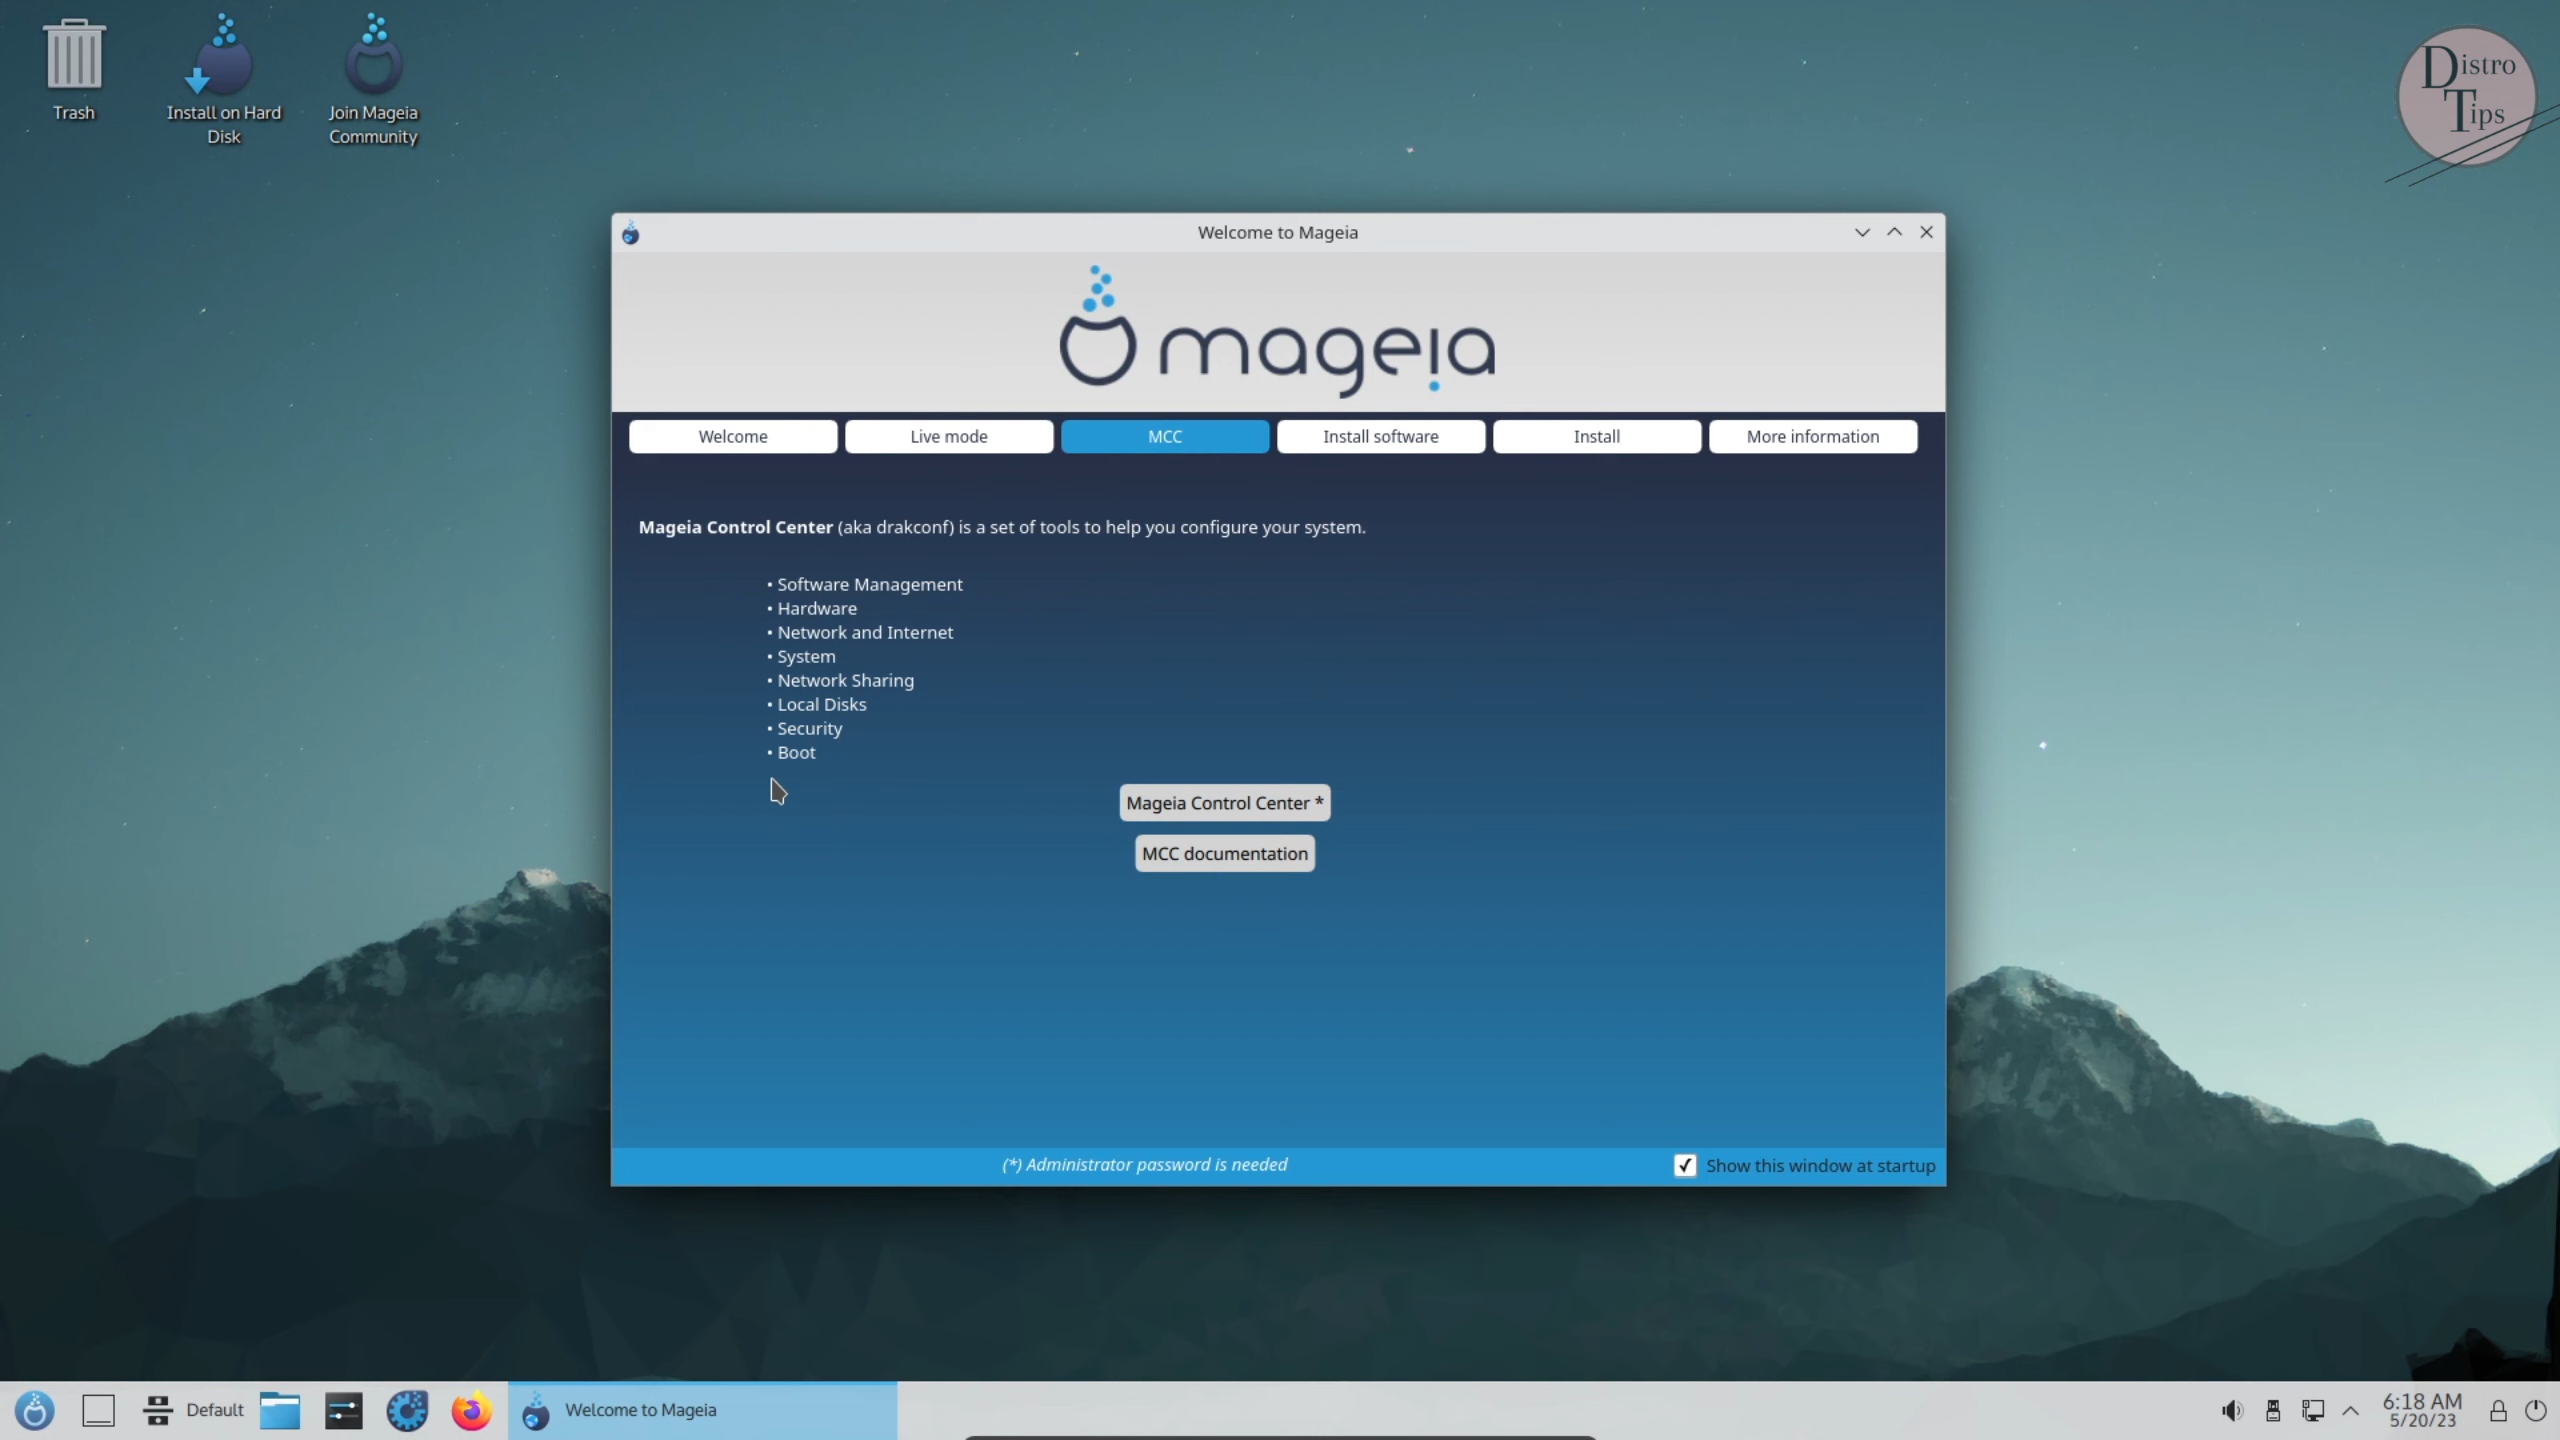 Trash
Install on Hard
Disk
Join Mageia
Community
Distro
Tips
Welcome to Mageia
mageia
Welcome
Live mode
MCC
Install software
Install
More information
Mageia Control Center (aka drakconf) is a set of tools to help you configure your system.
• Software Management
• Hardware
• Network and Internet
• System
• Network Sharing
• Local Disks
• Security
• Boot
Mageia Control Center *
MCC documentation
(*) Administrator password is needed
Show this window at startup
Default
Welcome to Mageia
6:18 AM
5/20/23